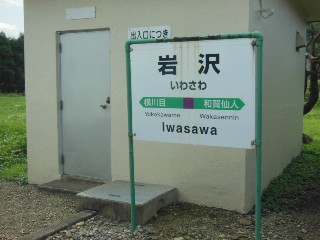 出入口につき
岩沢
いわさわ
横川目 和賀仙人
Yokokawame Wakasennin
Iwasawa